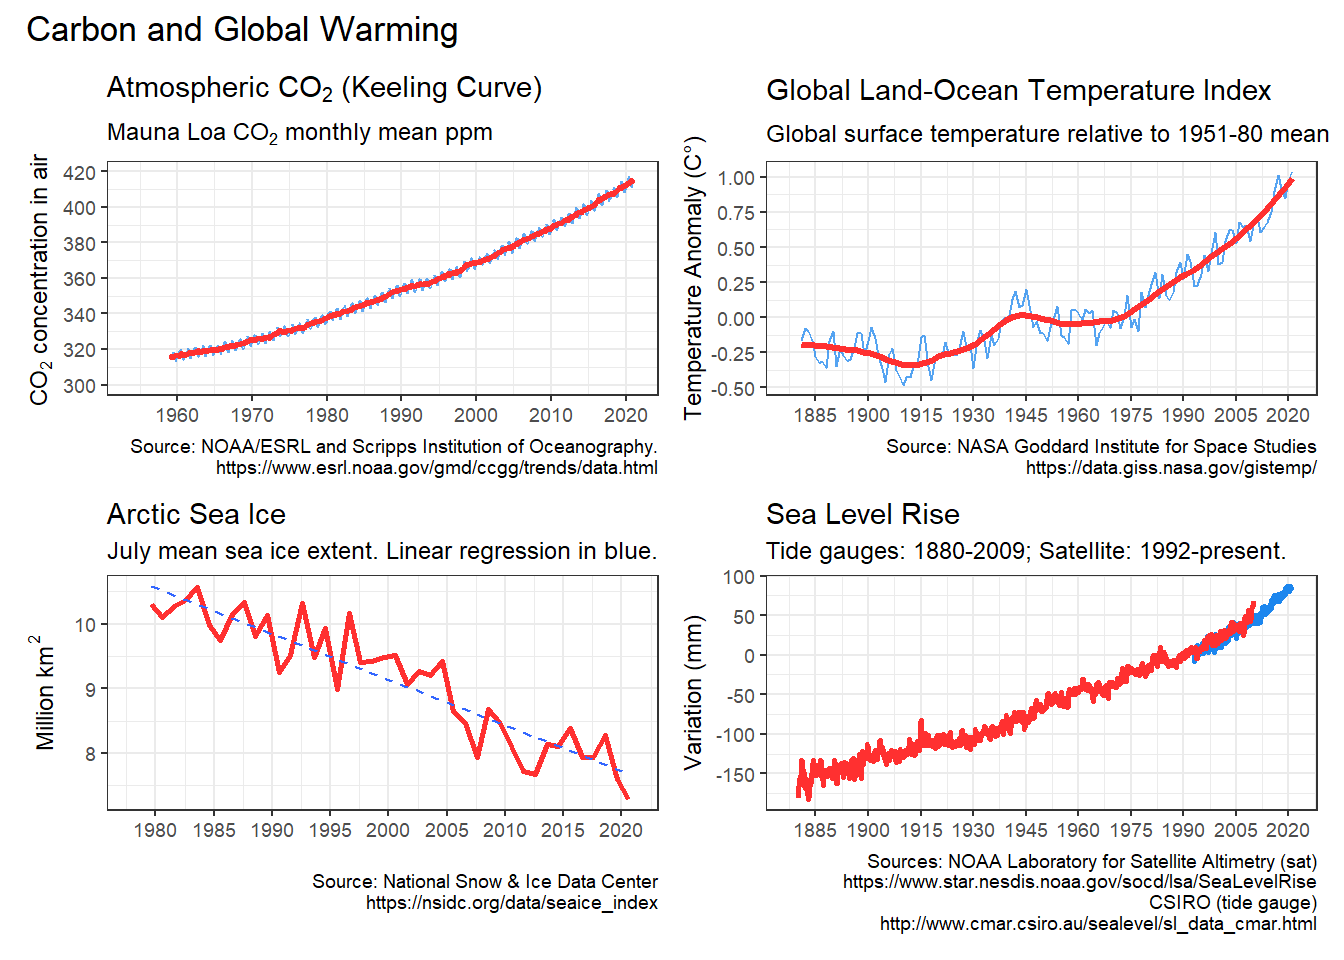 Carbon and Global Warming
Atmospheric CO₂ (Keeling Curve)
Mauna Loa CO₂ monthly mean ppm
CO₂ concentration in air
420
400
380
360
340
320
300
1960 1970 1980 1990 2000 2010 2020
Source: NOAA/ESRL and Scripps Institution of Oceanography.
https://www.esrl.noaa.gov/gmd/ccgg/trends/data.html
Global Land-Ocean Temperature Index
Global surface temperature relative to 1951-80 mean
Temperature Anomaly (C°)
1.00
0.75
0.50
0.25
0.00
-0.25
-0.50
1885 1900 1915 1930 1945 1960 1975 1990 2005 2020
Source: NASA Goddard Institute for Space Studies
https://data.giss.nasa.gov/gistemp/
Arctic Sea Ice
July mean sea ice extent. Linear regression in blue.
Million km²
10
9
8
1980 1985 1990 1995 2000 2005 2010 2015 2020
Source: National Snow & Ice Data Center
https://nsidc.org/data/seaice_index
Sea Level Rise
Tide gauges: 1880-2009; Satellite: 1992-present.
Variation (mm)
100
50
0
-50
-100
-150
1885 1900 1915 1930 1945 1960 1975 1990 2005 2020
Sources: NOAA Laboratory for Satellite Altimetry (sat)
https://www.star.nesdis.noaa.gov/socd/lsa/SeaLevelRise
CSIRO (tide gauge)
http://www.cmar.csiro.au/sealevel/sl_data_cmar.html